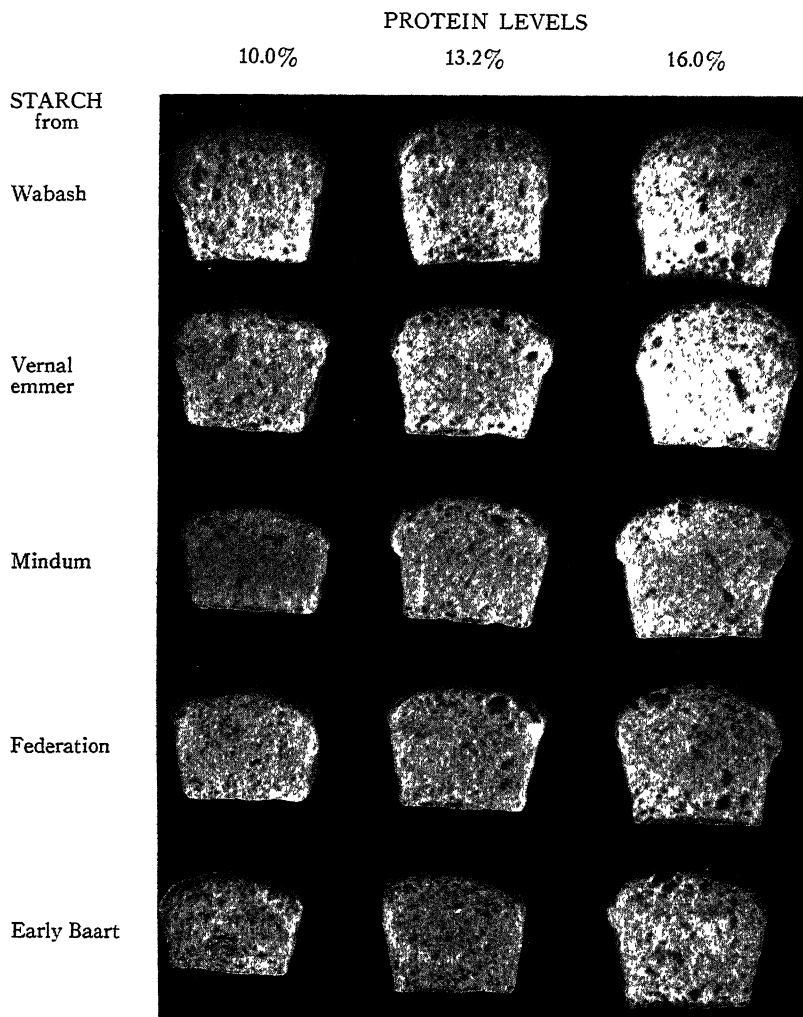 PROTEIN LEVELS
10.0% 13.2% 16.0%
STARCH
from
Wabash
Vernal
emmer
Mindum
Federation
Early Baart